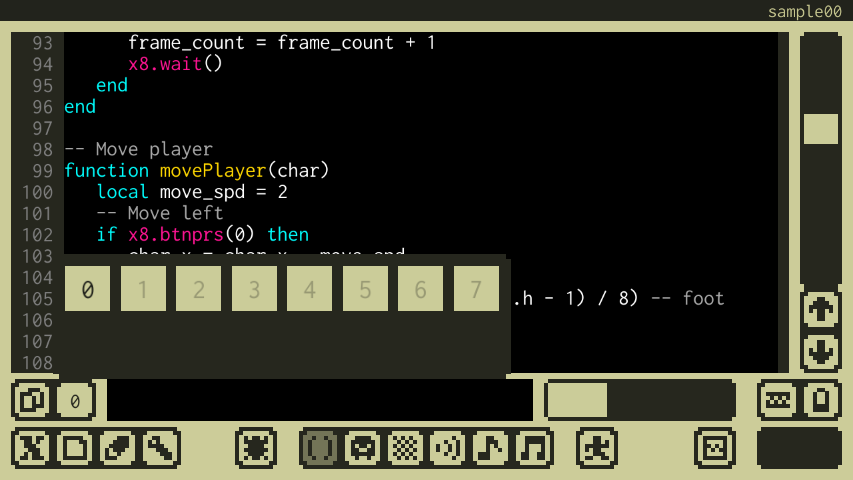 sample00
93 frame_count = frame_count + 1
94 x8.wait()
95 end
96 end
97
98 -- Move player
99 function movePlayer(char)
100 local move_spd = 2
101 -- Move left
102 if x8.btnprs(0) then
103
104
0 1 2 3 4 5 6 7
105 .h - 1) / 8) -- foot
106
107
108
0